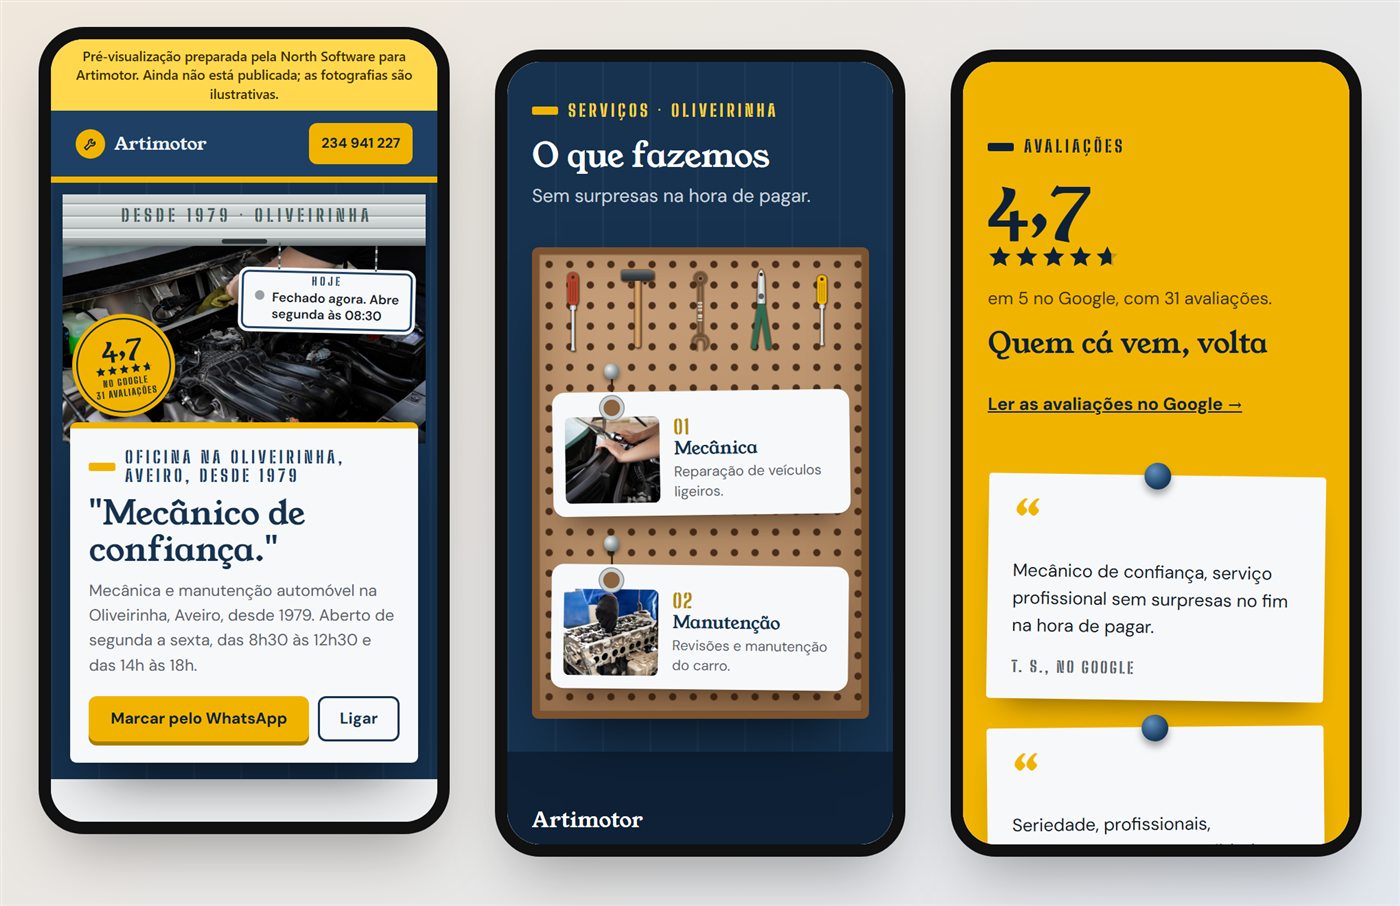 Pré-visualização preparada pela North Software para
Artimotor. Ainda não está publicada; as fotografias são
ilustrativas.
Artimotor
234 941 227
DESDE 1979 · OLIVEIRINHA
HOJE
Fechado agora. Abre
segunda às 08:30
4,7
NO GOOGLE
31 AVALIAÇÕES
OFICINA NA OLIVEIRINHA,
AVEIRO, DESDE 1979
"Mecânico de
confiança."
Mecânica e manutenção automóvel na
Oliveirinha, Aveiro, desde 1979. Aberto de
segunda a sexta, das 8h30 às 12h30 e
das 14h às 18h.
Marcar pelo WhatsApp
Ligar
SERVIÇOS · OLIVEIRINHA
O que fazemos
Sem surpresas na hora de pagar.
01
Mecânica
Reparação de veículos
ligeiros.
02
Manutenção
Revisões e manutenção
do carro.
Artimotor
AVALIAÇÕES
4,7
em 5 no Google, com 31 avaliações.
Quem cá vem, volta
Ler as avaliações no Google →
“
Mecânico de confiança, serviço
profissional sem surpresas no fim
na hora de pagar.
T. S., NO GOOGLE
“
Seriedade, profissionais,